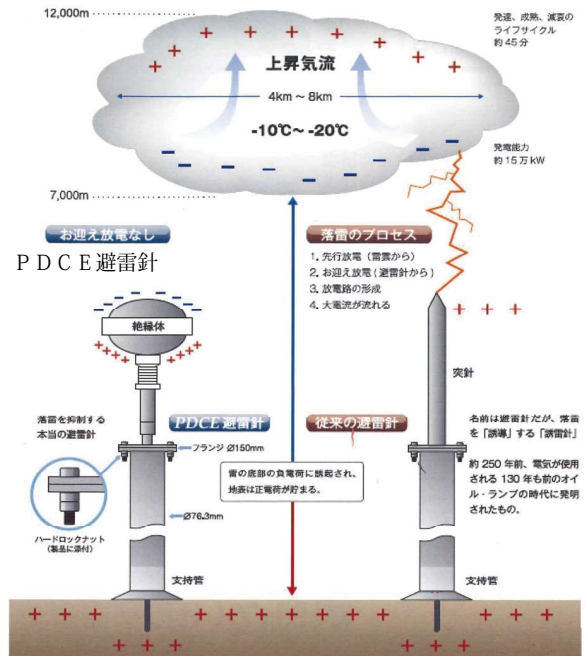 12,000m
発達、成熟、減衰の
ライフサイクル
約45分
上昇気流
4km ~ 8km
-10℃~ -20℃
発電能力
約15万kW
7,000m
お迎え放電なし
PDCE避雷針
落雷のプロセス
1. 先行放電（雷雲から）
2. お迎え放電(避雷針から)
3. 放電路の形成
4. 大電流が流れる
絶縁体
突針
落雷を抑制する
本当の避雷針
PDCE避雷針
従来の避雷針
名前は避雷針だが、落雷
を「誘導」する「誘雷針」
フランジ Ø150mm
雷の底部の負電荷に誘起され、
地表は正電荷が貯まる。
約250年前、電気が使用
される130年も前のオイ
ル・ランプの時代に発明
されたもの。
Ø76.3mm
ハードロックナット
（製品に添付）
支持管
支持管